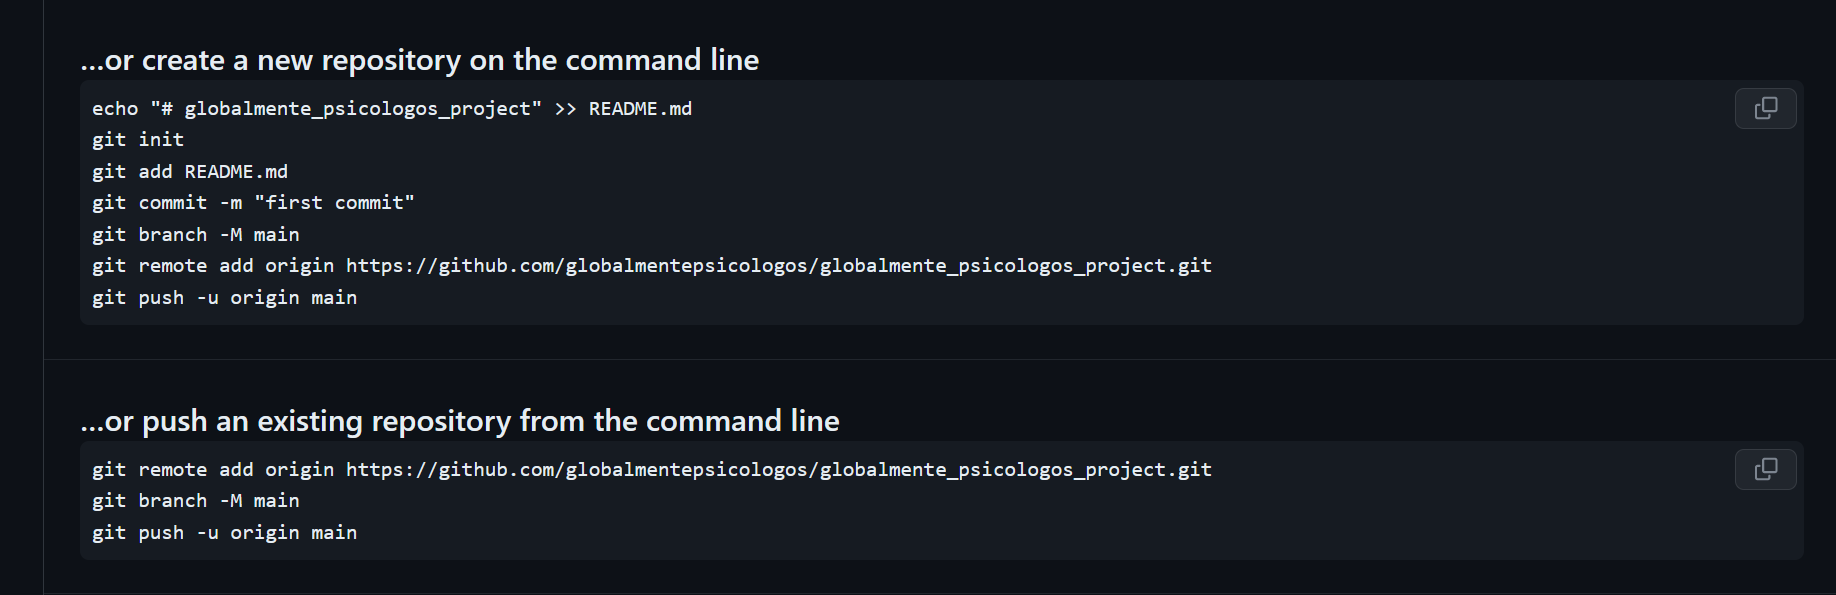 ...or create a new repository on the command line
echo "# globalmente_psicologos_project" >> README.md
git init
git add README.md
git commit -m "first commit"
git branch -M main
git remote add origin https://github.com/globalmentepsicologos/globalmente_psicologos_project.git
git push -u origin main
...or push an existing repository from the command line
git remote add origin https://github.com/globalmentepsicologos/globalmente_psicologos_project.git
git branch -M main
git push -u origin main